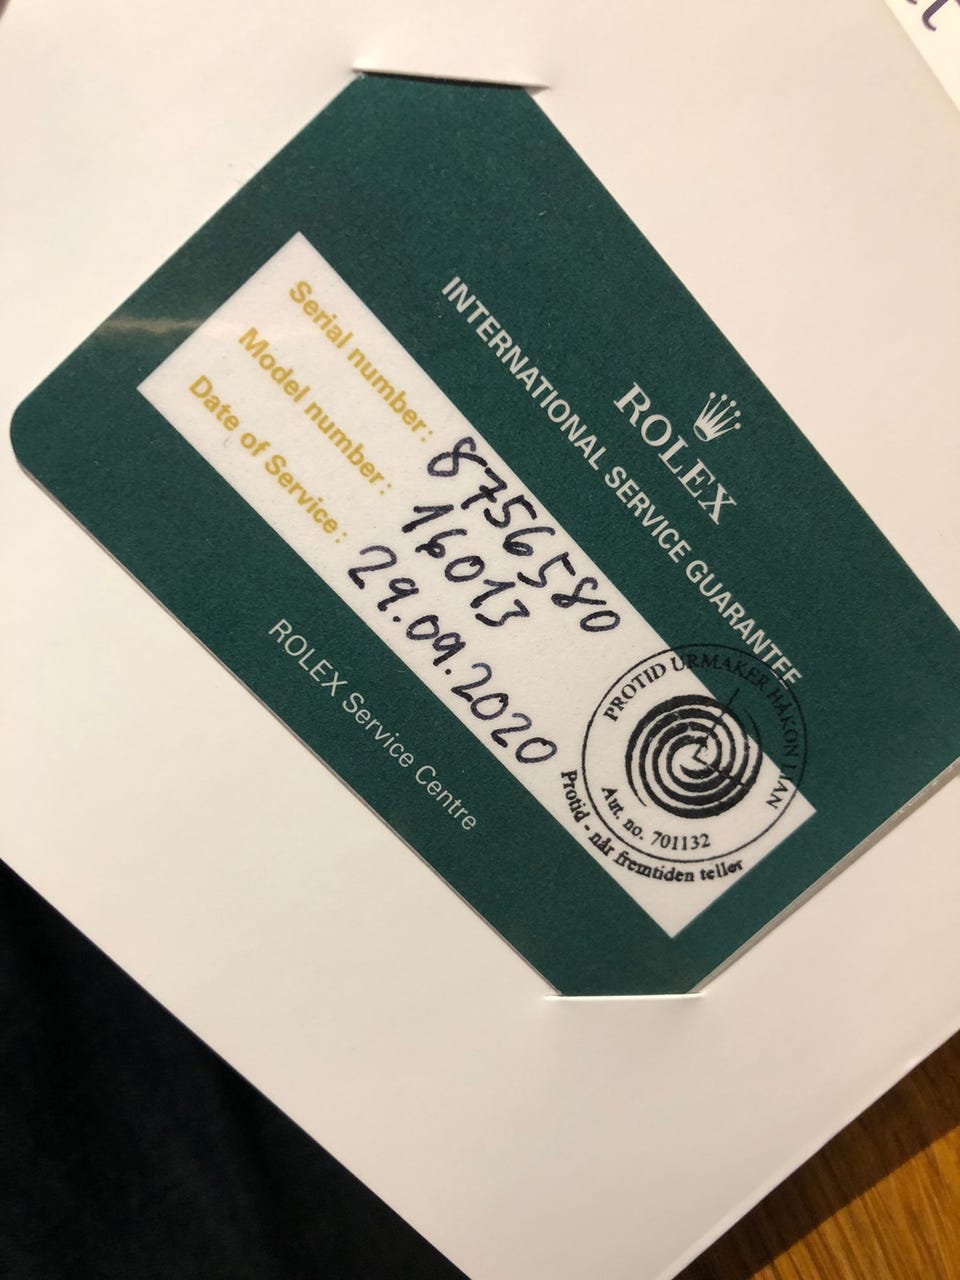 ROLEX
INTERNATIONAL SERVICE GUARANTEE
Serial number: 8756580
Model number: 16013
Date of Service: 29.09.2020
PROTID URMAKER HÅKON LIAN
Aut. no. 701132
Protid - når fremtiden teller
ROLEX Service Centre